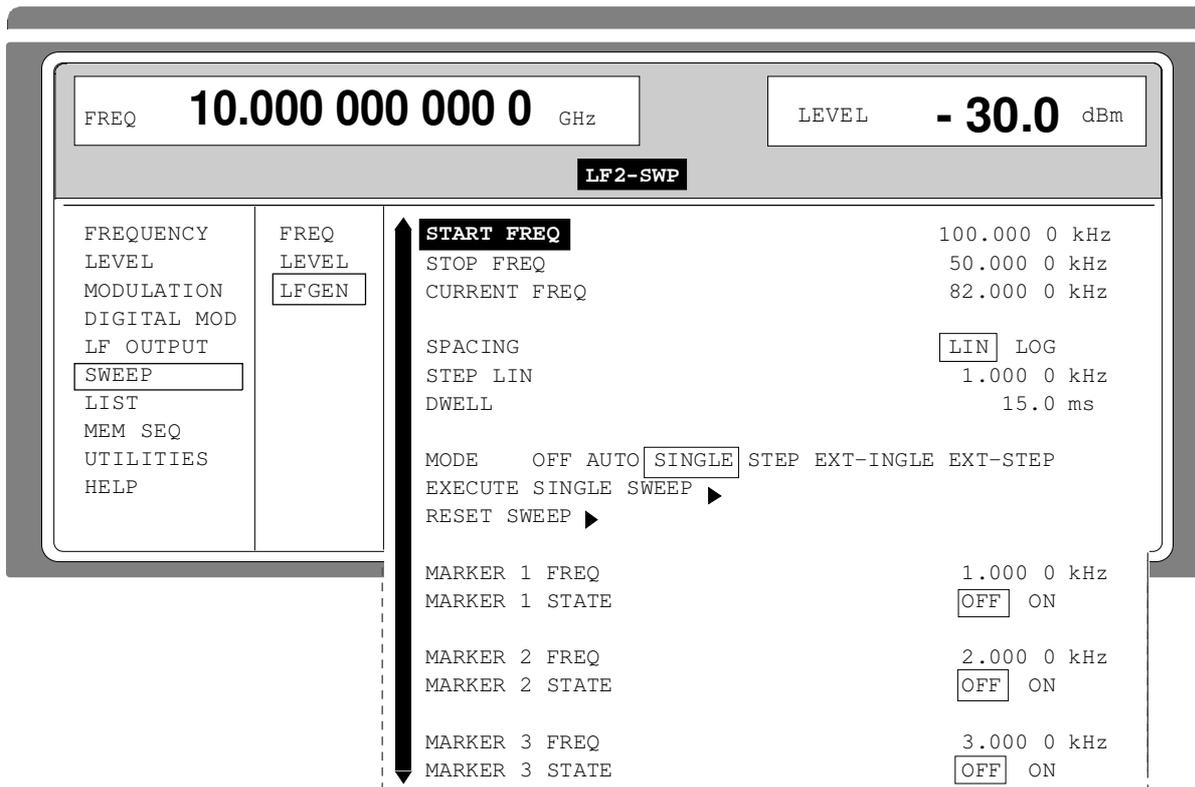 FREQ 10.000 000 000 0 GHz
LEVEL - 30.0 dBm
LF2-SWP
FREQUENCY
LEVEL
MODULATION
DIGITAL MOD
LF OUTPUT
SWEEP
LIST
MEM SEQ
UTILITIES
HELP
FREQ
LEVEL
LFGEN
START FREQ 100.000 0 kHz
STOP FREQ 50.000 0 kHz
CURRENT FREQ 82.000 0 kHz
SPACING LIN LOG
STEP LIN 1.000 0 kHz
DWELL 15.0 ms
MODE OFF AUTO SINGLE STEP EXT-INGLE EXT-STEP
EXECUTE SINGLE SWEEP
RESET SWEEP
MARKER 1 FREQ 1.000 0 kHz
MARKER 1 STATE OFF ON
MARKER 2 FREQ 2.000 0 kHz
MARKER 2 STATE OFF ON
MARKER 3 FREQ 3.000 0 kHz
MARKER 3 STATE OFF ON